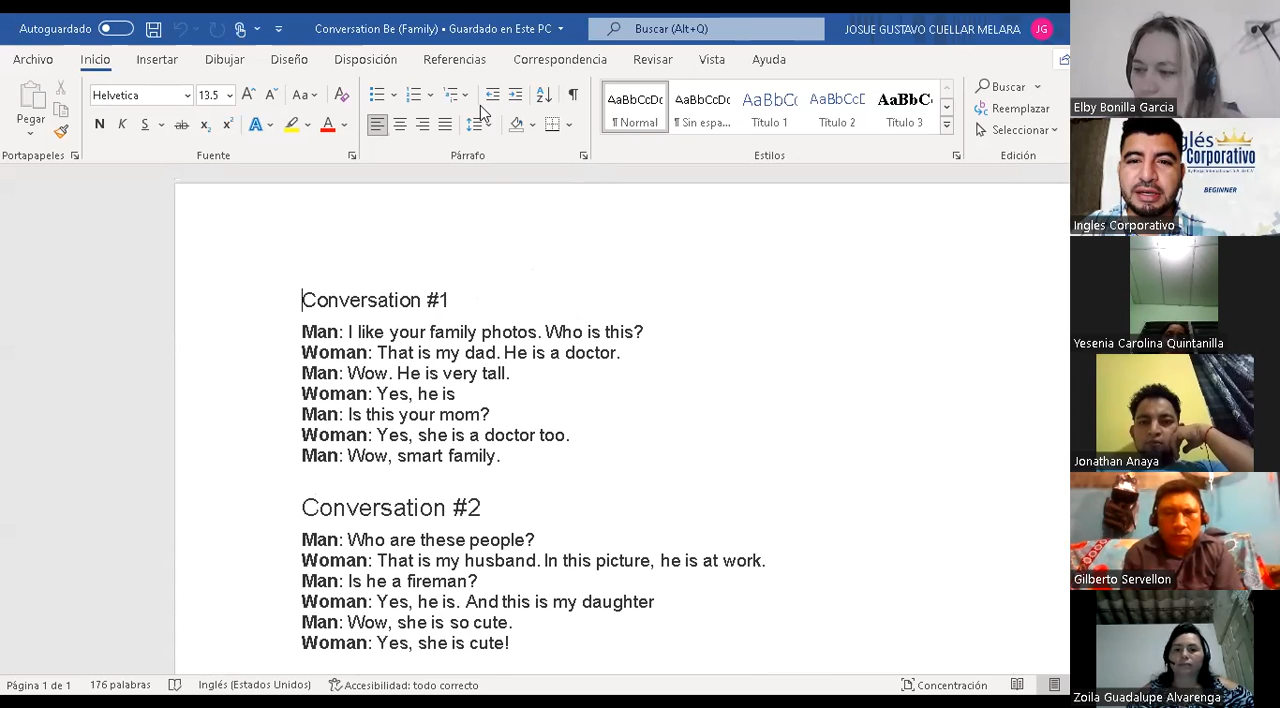 Autoguardado
Conversation Be (Family) • Guardado en Este PC
Buscar (Alt+Q)
JOSUE GUSTAVO CUELLAR MELARA
JG
Archivo Inicio Insertar Dibujar Diseño Disposición Referencias Correspondencia Revisar Vista Ayuda
Pegar
Helvetica 13.5
Aa
N K S ab x₂ x² A A
AaBbCcDc AaBbCcDc AaBbCc AaBbCcD AaBbC
¶ Normal ¶ Sin espa... Título 1 Título 2 Título 3
Buscar
Reemplazar
Seleccionar
Portapapeles Fuente Párrafo Estilos Edición
Conversation #1
Man: I like your family photos. Who is this?
Woman: That is my dad. He is a doctor.
Man: Wow. He is very tall.
Woman: Yes, he is
Man: Is this your mom?
Woman: Yes, she is a doctor too.
Man: Wow, smart family.
Conversation #2
Man: Who are these people?
Woman: That is my husband. In this picture, he is at work.
Man: Is he a fireman?
Woman: Yes, he is. And this is my daughter
Man: Wow, she is so cute.
Woman: Yes, she is cute!
Página 1 de 1 176 palabras Inglés (Estados Unidos) Accesibilidad: todo correcto Concentración
Elby Bonilla Garcia
Inglés
Corporativo
BEGINNER
Ingles Corporativo
Yesenia Carolina Quintanilla
Jonathan Anaya
Gilberto Servellon
Zoila Guadalupe Alvarenga